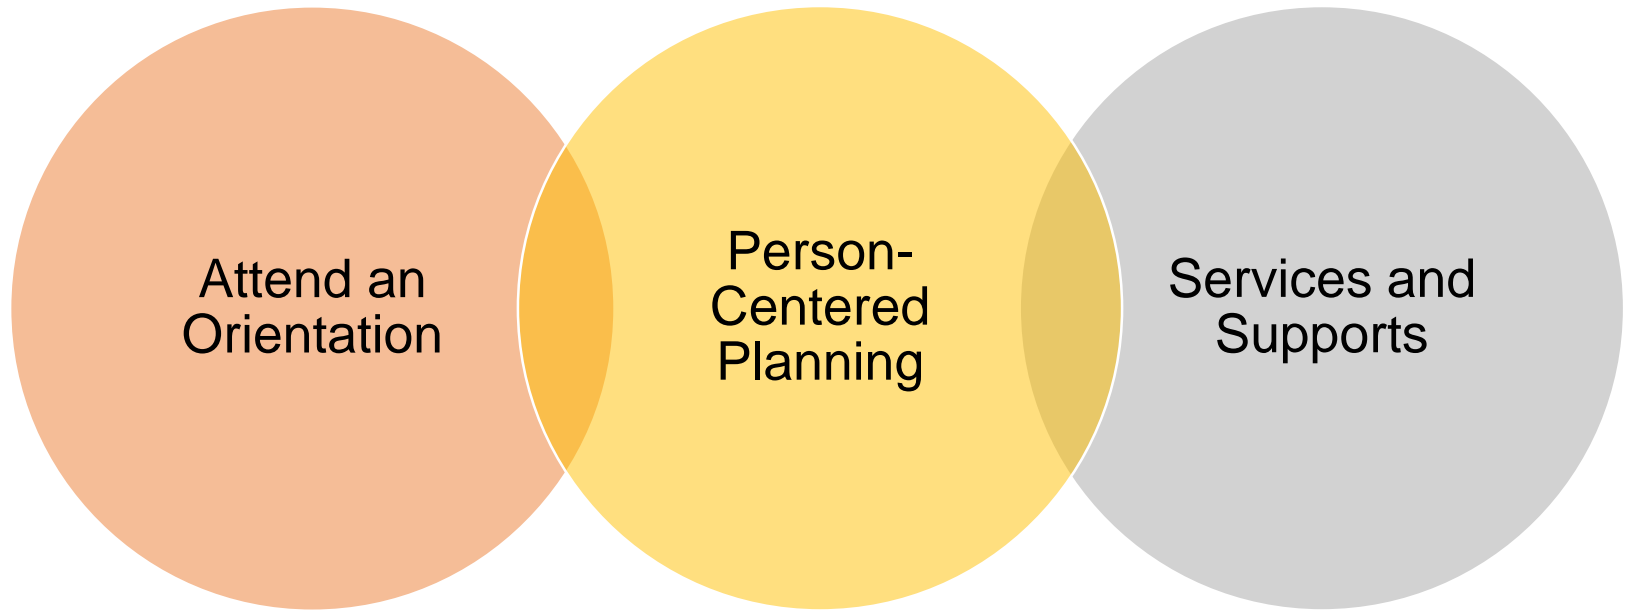 Attend an
Orientation
Person-
Centered
Planning
Services and
Supports